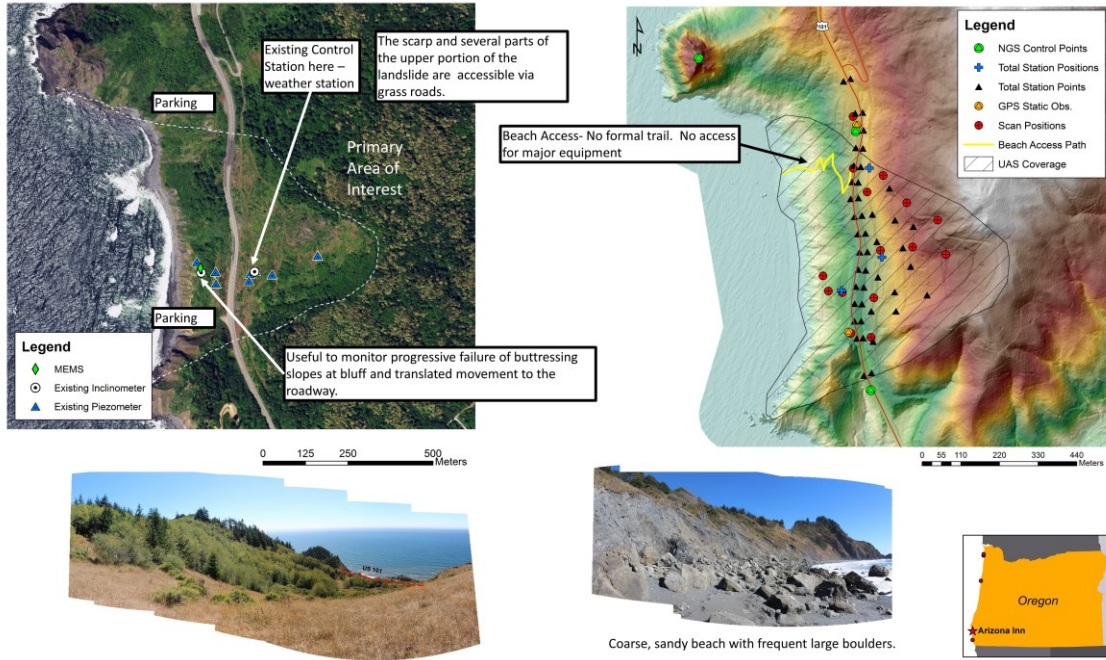 Existing Control
Station here –
weather station
The scarp and several parts of
the upper portion of the
landslide are accessible via
grass roads.
Parking
Primary
Area of
Interest
Parking
Useful to monitor progressive failure of buttressing
slopes at bluff and translated movement to the
roadway.
Legend
MEMS
Existing Inclinometer
Existing Piezometer
0 125 250 500
Meters
N
101
Beach Access- No formal trail. No access
for major equipment
Legend
NGS Control Points
Total Station Positions
Total Station Points
GPS Static Obs.
Scan Positions
Beach Access Path
UAS Coverage
0 55 110 220 330 440
Meters
US 101
Coarse, sandy beach with frequent large boulders.
Oregon
Arizona Inn